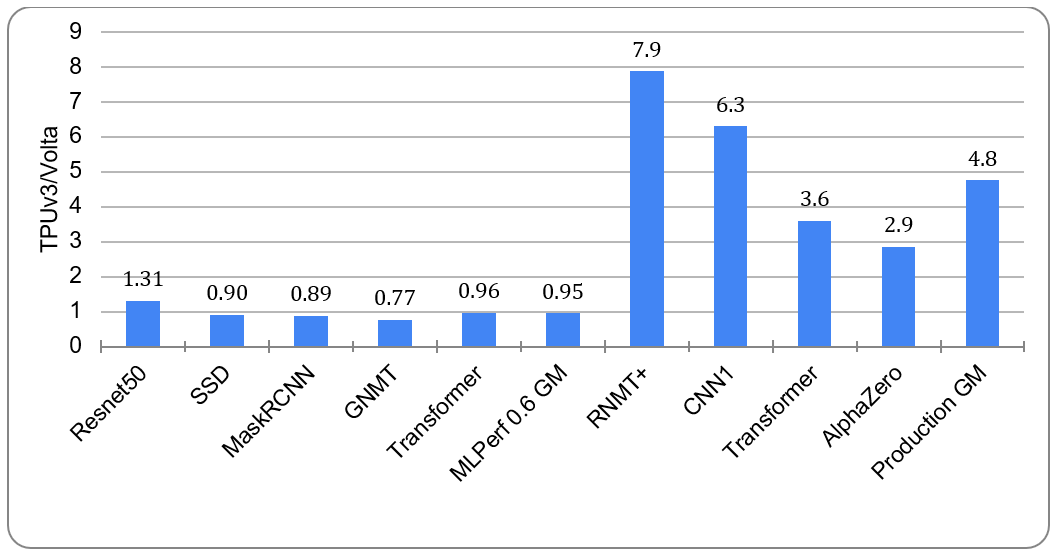 9
8
7
6
5
4
3
2
1
0
TPUv3/Volta
1.31
0.90
0.89
0.77
0.96
0.95
7.9
6.3
3.6
2.9
4.8
Resnet50
SSD
MaskRCNN
GNMT
Transformer
MLPerf 0.6 GM
RNMT+
CNN1
Transformer
AlphaZero
Production GM